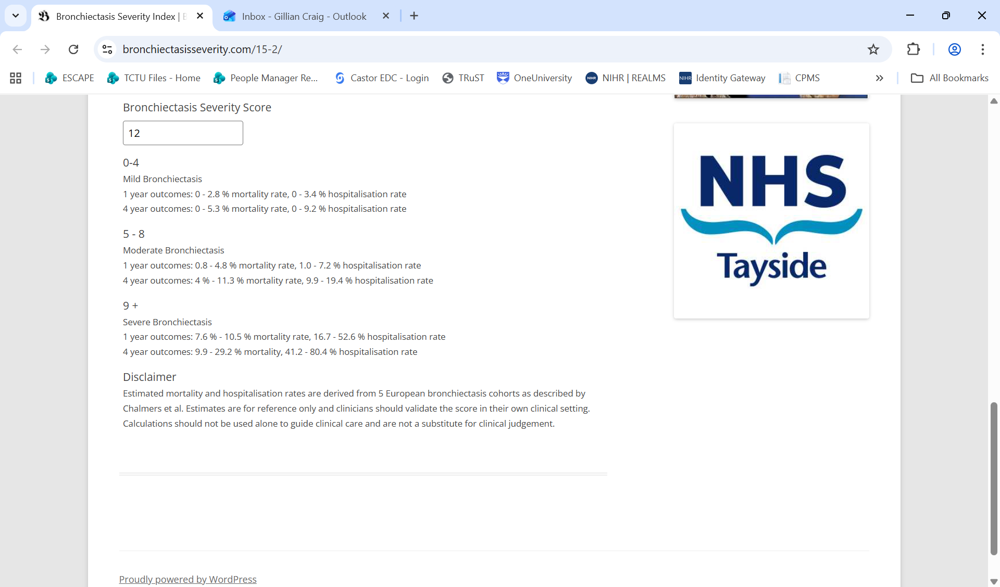 Bronchiectasis Severity Index |
Inbox - Gillian Craig - Outlook
bronchiectasisseverity.com/15-2/
ESCAPE
TCTU Files - Home
People Manager Re...
Castor EDC - Login
TRuST
OneUniversity
NIHR
NIHR | REALMS
NIHR
Identity Gateway
CPMS
All Bookmarks
Bronchiectasis Severity Score
12
0-4
Mild Bronchiectasis
1 year outcomes: 0 - 2.8 % mortality rate, 0 - 3.4 % hospitalisation rate
4 year outcomes: 0 - 5.3 % mortality rate, 0 - 9.2 % hospitalisation rate
5 - 8
Moderate Bronchiectasis
1 year outcomes: 0.8 - 4.8 % mortality rate, 1.0 - 7.2 % hospitalisation rate
4 year outcomes: 4 % - 11.3 % mortality rate, 9.9 - 19.4 % hospitalisation rate
9 +
Severe Bronchiectasis
1 year outcomes: 7.6 % - 10.5 % mortality rate, 16.7 - 52.6 % hospitalisation rate
4 year outcomes: 9.9 - 29.2 % mortality, 41.2 - 80.4 % hospitalisation rate
Disclaimer
Estimated mortality and hospitalisation rates are derived from 5 European bronchiectasis cohorts as described by
Chalmers et al. Estimates are for reference only and clinicians should validate the score in their own clinical setting.
Calculations should not be used alone to guide clinical care and are not a substitute for clinical judgement.
NHS
Tayside
Proudly powered by WordPress